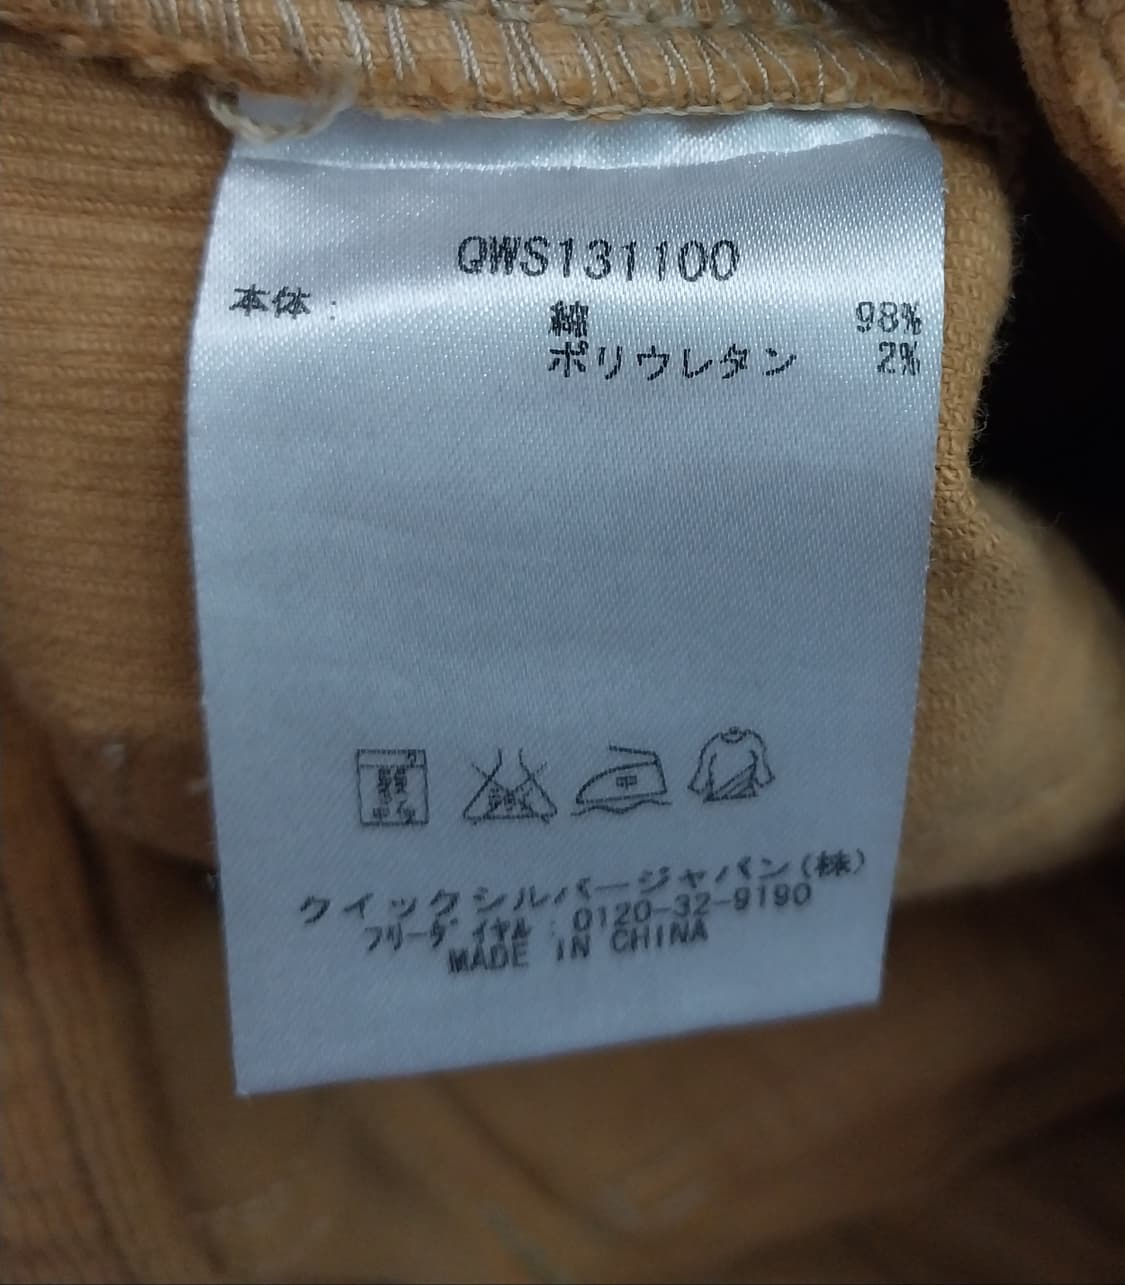 QWS131100
本体: 綿 98%
ポリウレタン 2%
クイックシルバージャパン(株)
フリーダイヤル:0120-32-9190
MADE IN CHINA